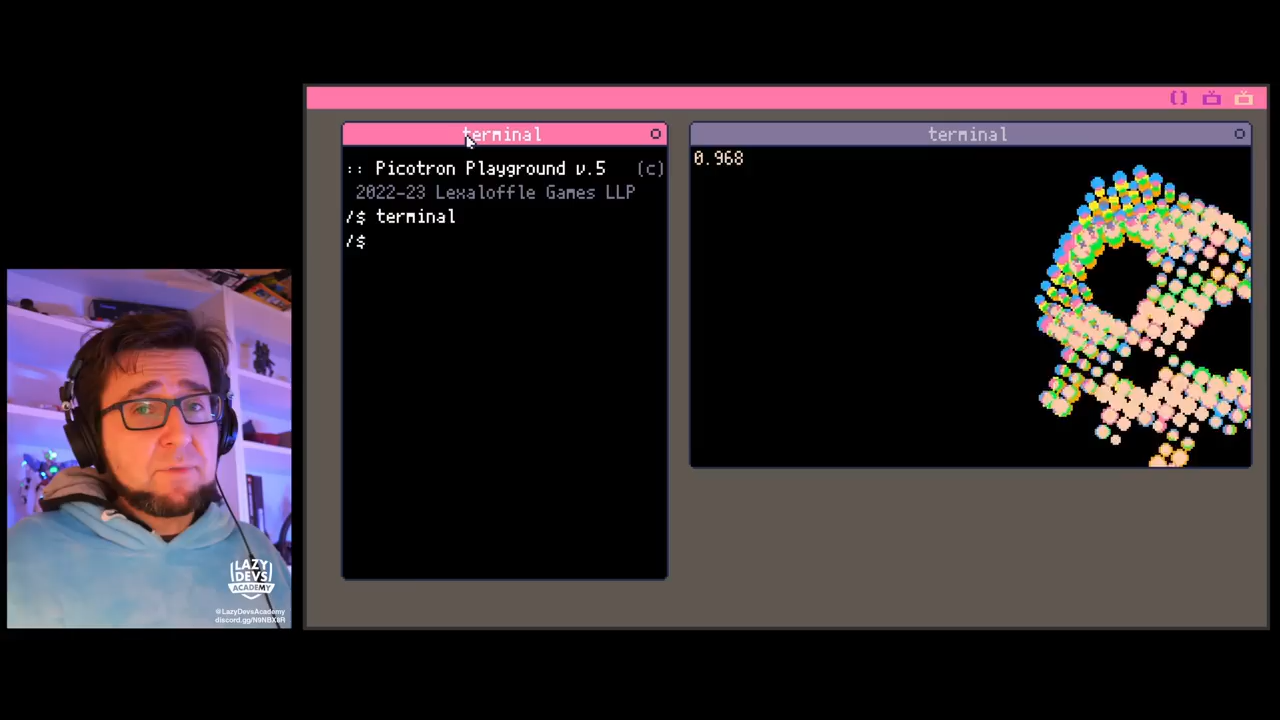 terminal
:: Picotron Playground v.5 (c)
2022-23 Lexaloffle Games LLP
/$ terminal
/$
terminal
0.968
LAZY
DEVS
ACADEMY
@LazyDevsAcademy